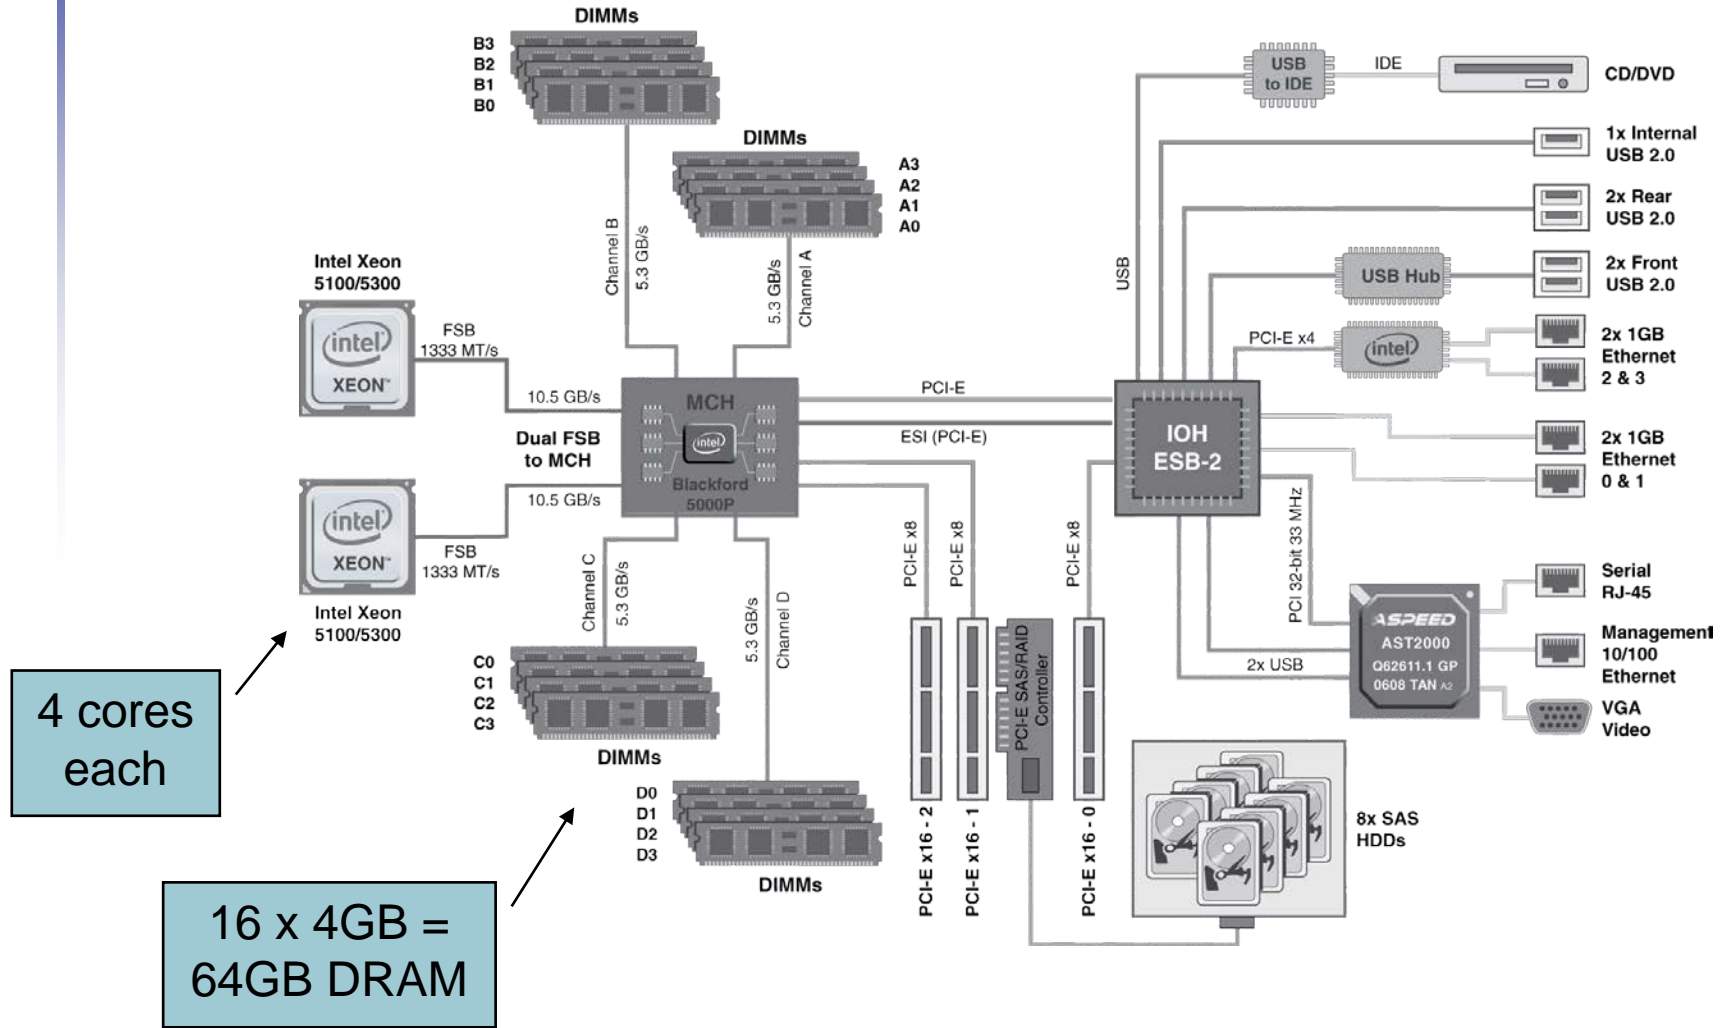 DIMMs
B3
B2
B1
B0
DIMMs
A3
A2
A1
A0
Channel B
5.3 GB/s
5.3 GB/s
Channel A
Intel Xeon
5100/5300
intel
XEON™
FSB
1333 MT/s
10.5 GB/s
Dual FSB
to MCH
10.5 GB/s
intel
XEON™
FSB
1333 MT/s
Intel Xeon
5100/5300
MCH
intel
Blackford
5000P
Channel C
5.3 GB/s
5.3 GB/s
Channel D
C0
C1
C2
C3
DIMMs
D0
D1
D2
D3
DIMMs
4 cores
each
16 x 4GB =
64GB DRAM
PCI-E
ESI (PCI-E)
PCI-E x8
PCI-E x8
PCI-E x8
PCI-E x16 - 2
PCI-E x16 - 1
PCI-E SAS/RAID
Controller
PCI-E x16 - 0
IOH
ESB-2
USB
USB
to IDE
IDE
CD/DVD
1x Internal
USB 2.0
2x Rear
USB 2.0
USB Hub
2x Front
USB 2.0
PCI-E x4
intel
2x 1GB
Ethernet
2 & 3
2x 1GB
Ethernet
0 & 1
PCI 32-bit 33 MHz
2x USB
ASPEED
AST2000
Q62611.1 GP
0608 TAN A2
Serial
RJ-45
Management
10/100
Ethernet
VGA
Video
8x SAS
HDDs